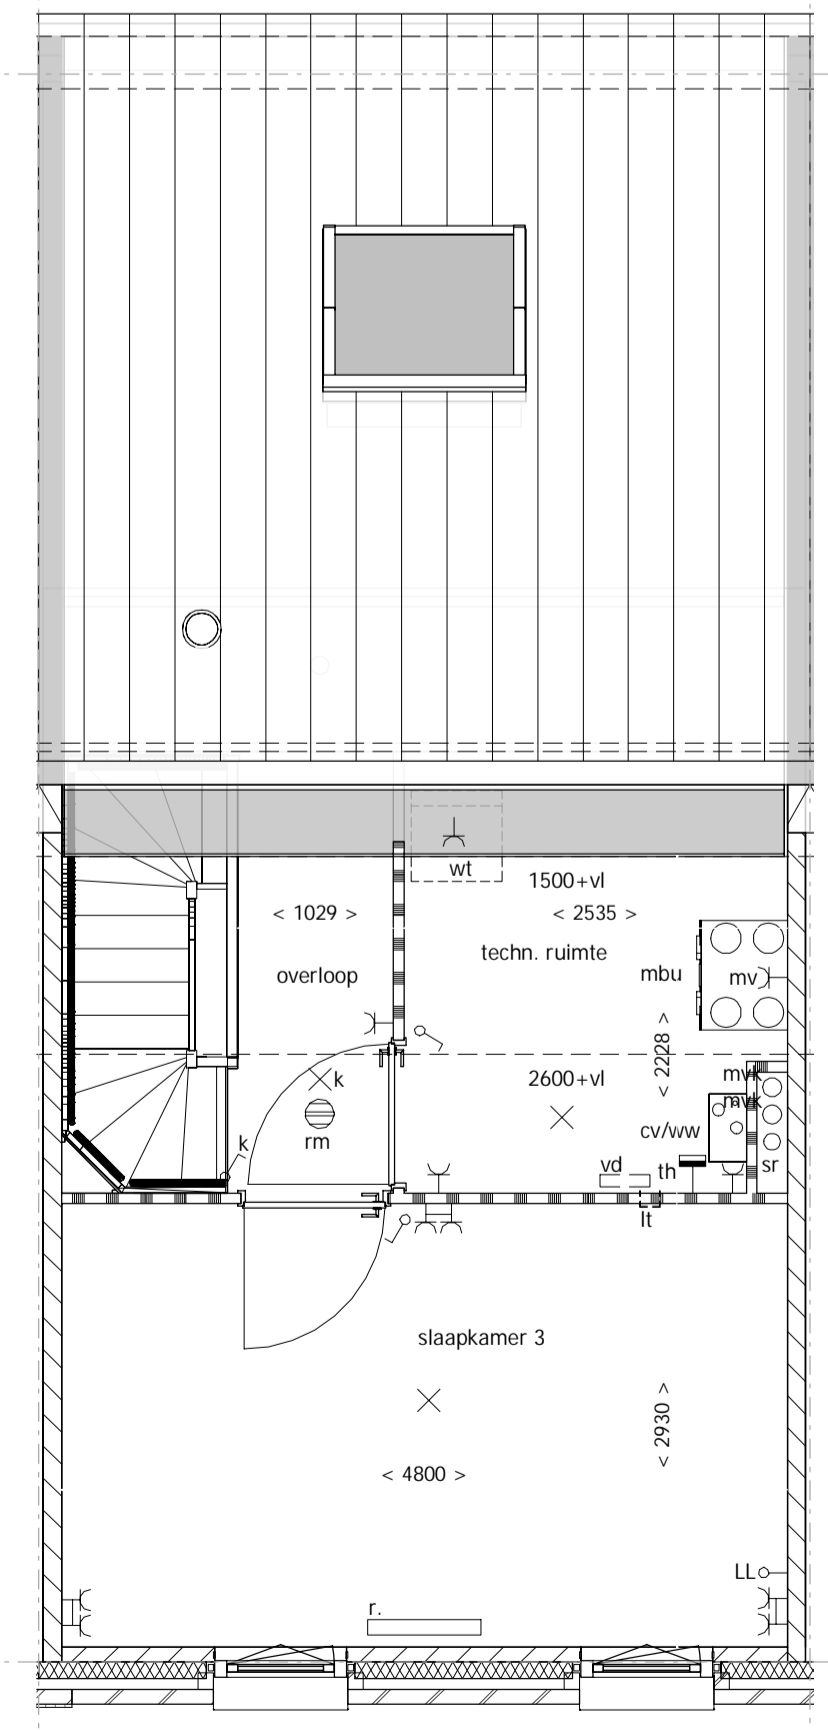 wt
1500+vl
< 1029 >
< 2535 >
techn. ruimte
overloop
mbu
mv
< 2228 >
k
2600+vl
mvk
mvk
rm
k
cv/ww
vd
th
sr
lt
slaapkamer 3
< 2930 >
< 4800 >
LL
r.